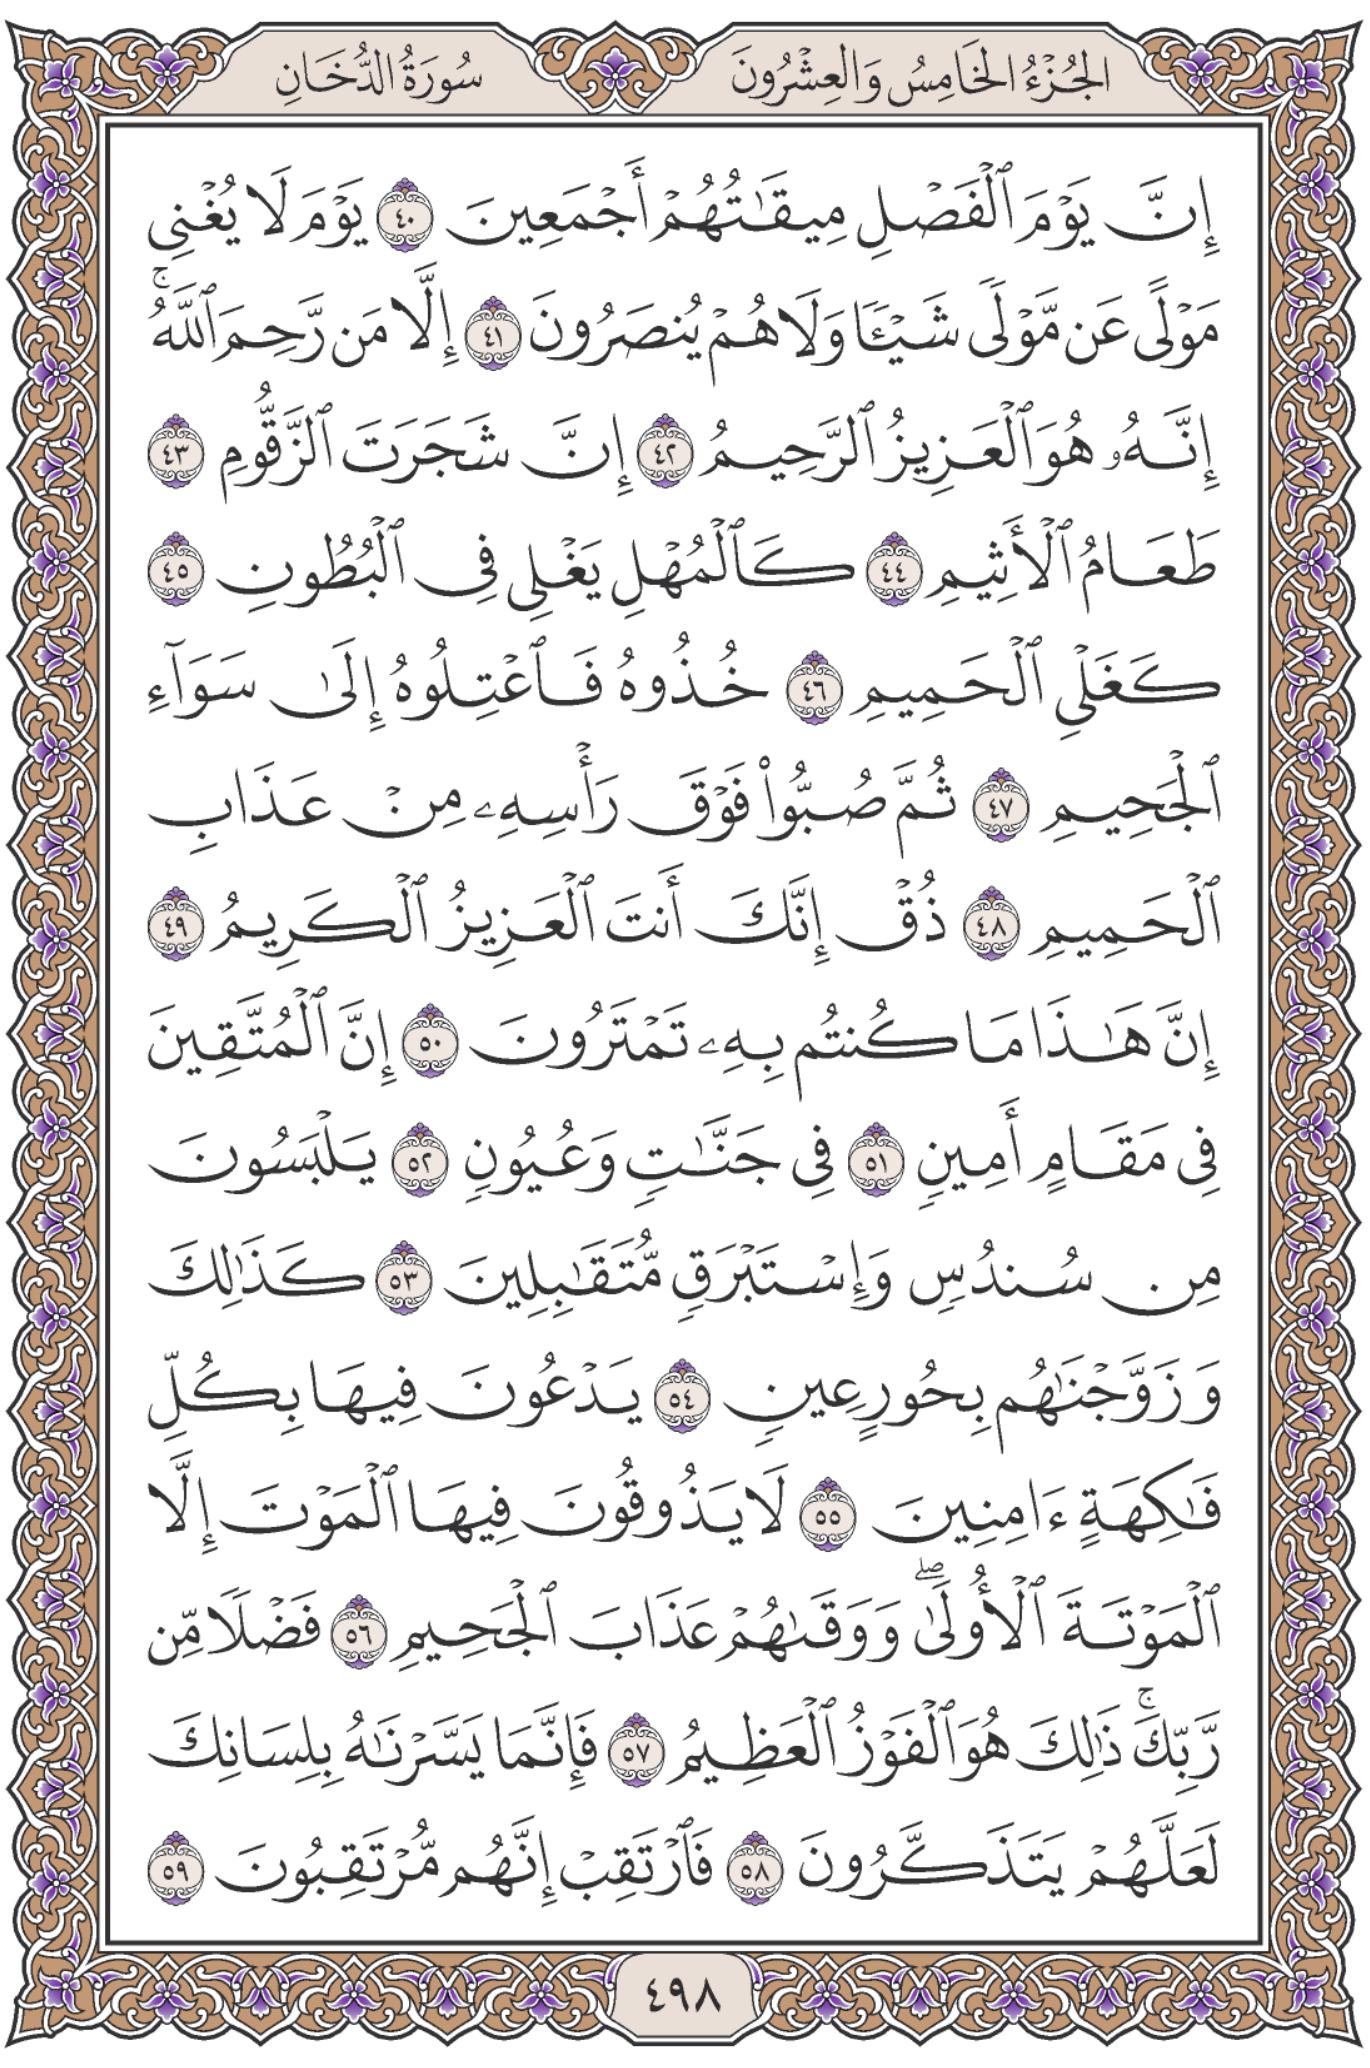 الجُزْءُ الخَامِسُ وَالعِشْرُونَ
سُورَةُ الدُّخَانِ
إِنَّ يَوْمَ ٱلْفَصْلِ مِيقَٰتُهُمْ أَجْمَعِينَ ٤٠ يَوْمَ لَا يُغْنِى
مَوْلًى عَن مَّوْلًى شَيْـًٔا وَلَا هُمْ يُنصَرُونَ ٤١ إِلَّا مَن رَّحِمَ ٱللَّهُ ۚ
إِنَّهُۥ هُوَ ٱلْعَزِيزُ ٱلرَّحِيمُ ٤٢ إِنَّ شَجَرَتَ ٱلزَّقُّومِ ٤٣
طَعَامُ ٱلْأَثِيمِ ٤٤ كَٱلْمُهْلِ يَغْلِى فِى ٱلْبُطُونِ ٤٥
كَغَلْىِ ٱلْحَمِيمِ ٤٦ خُذُوهُ فَٱعْتِلُوهُ إِلَىٰ سَوَآءِ
ٱلْجَحِيمِ ٤٧ ثُمَّ صُبُّوا۟ فَوْقَ رَأْسِهِۦ مِنْ عَذَابِ
ٱلْحَمِيمِ ٤٨ ذُقْ إِنَّكَ أَنتَ ٱلْعَزِيزُ ٱلْكَرِيمُ ٤٩
إِنَّ هَٰذَا مَا كُنتُم بِهِۦ تَمْتَرُونَ ٥٠ إِنَّ ٱلْمُتَّقِينَ
فِى مَقَامٍ أَمِينٍ ٥١ فِى جَنَّٰتٍ وَعُيُونٍ ٥٢ يَلْبَسُونَ
مِن سُندُسٍ وَإِسْتَبْرَقٍ مُّتَقَٰبِلِينَ ٥٣ كَذَٰلِكَ
وَزَوَّجْنَٰهُم بِحُورٍ عِينٍ ٥٤ يَدْعُونَ فِيهَا بِكُلِّ
فَٰكِهَةٍ ءَامِنِينَ ٥٥ لَا يَذُوقُونَ فِيهَا ٱلْمَوْتَ إِلَّا
ٱلْمَوْتَةَ ٱلْأُولَىٰ ۖ وَوَقَىٰهُمْ عَذَابَ ٱلْجَحِيمِ ٥٦ فَضْلًا مِّن
رَّبِّكَ ۚ ذَٰلِكَ هُوَ ٱلْفَوْزُ ٱلْعَظِيمُ ٥٧ فَإِنَّمَا يَسَّرْنَٰهُ بِلِسَانِكَ
لَعَلَّهُمْ يَتَذَكَّرُونَ ٥٨ فَٱرْتَقِبْ إِنَّهُم مُّرْتَقِبُونَ ٥٩
٤٩٨